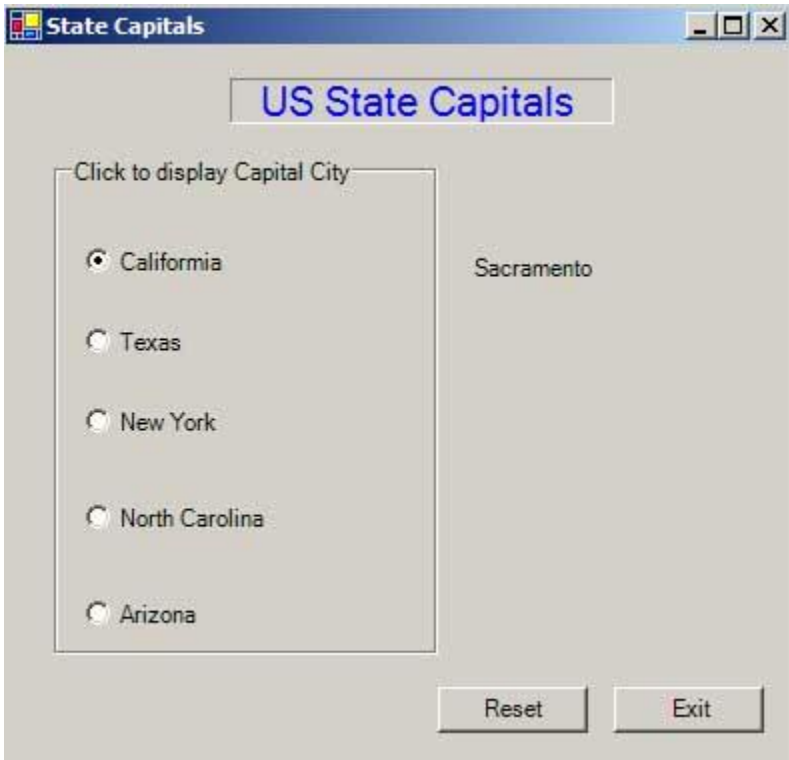 State Capitals
US State Capitals
Click to display Capital City
Califormia
Sacramento
Texas
New York
North Carolina
Arizona
Reset
Exit